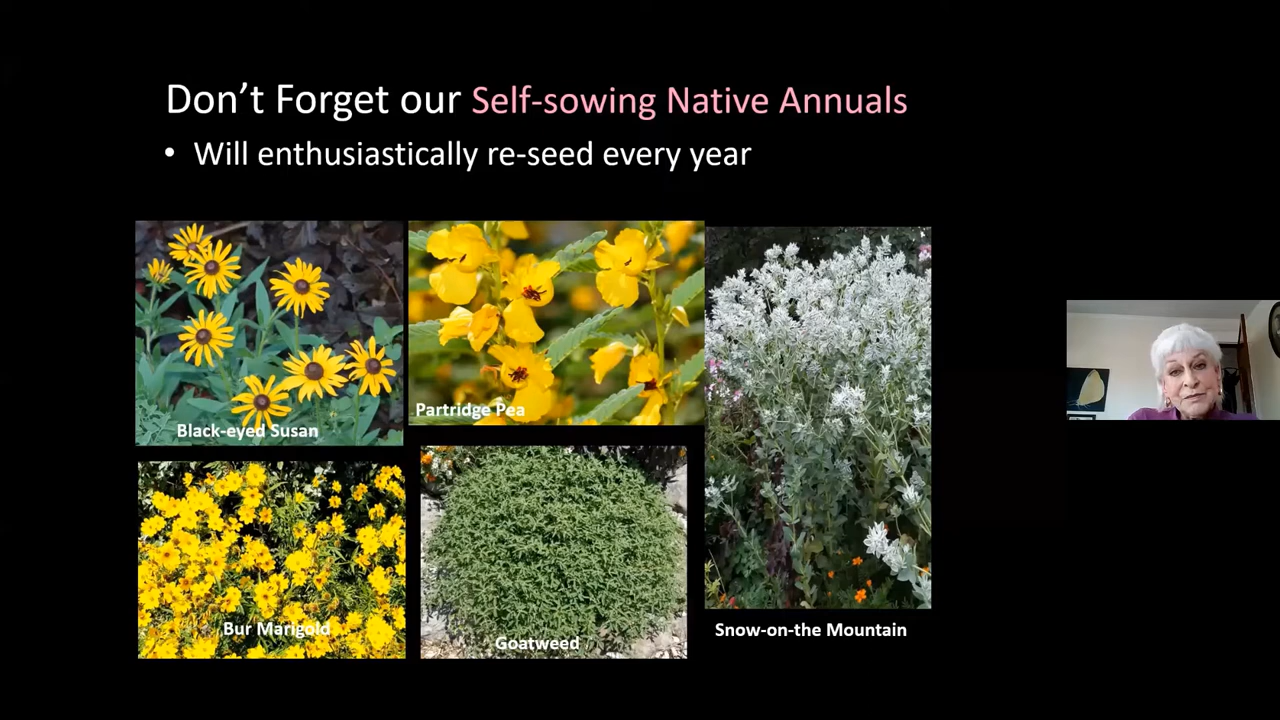 Don't Forget our Self-sowing Native Annuals
• Will enthusiastically re-seed every year
Black-eyed Susan
Partridge Pea
Bur Marigold
Goatweed
Snow-on-the Mountain